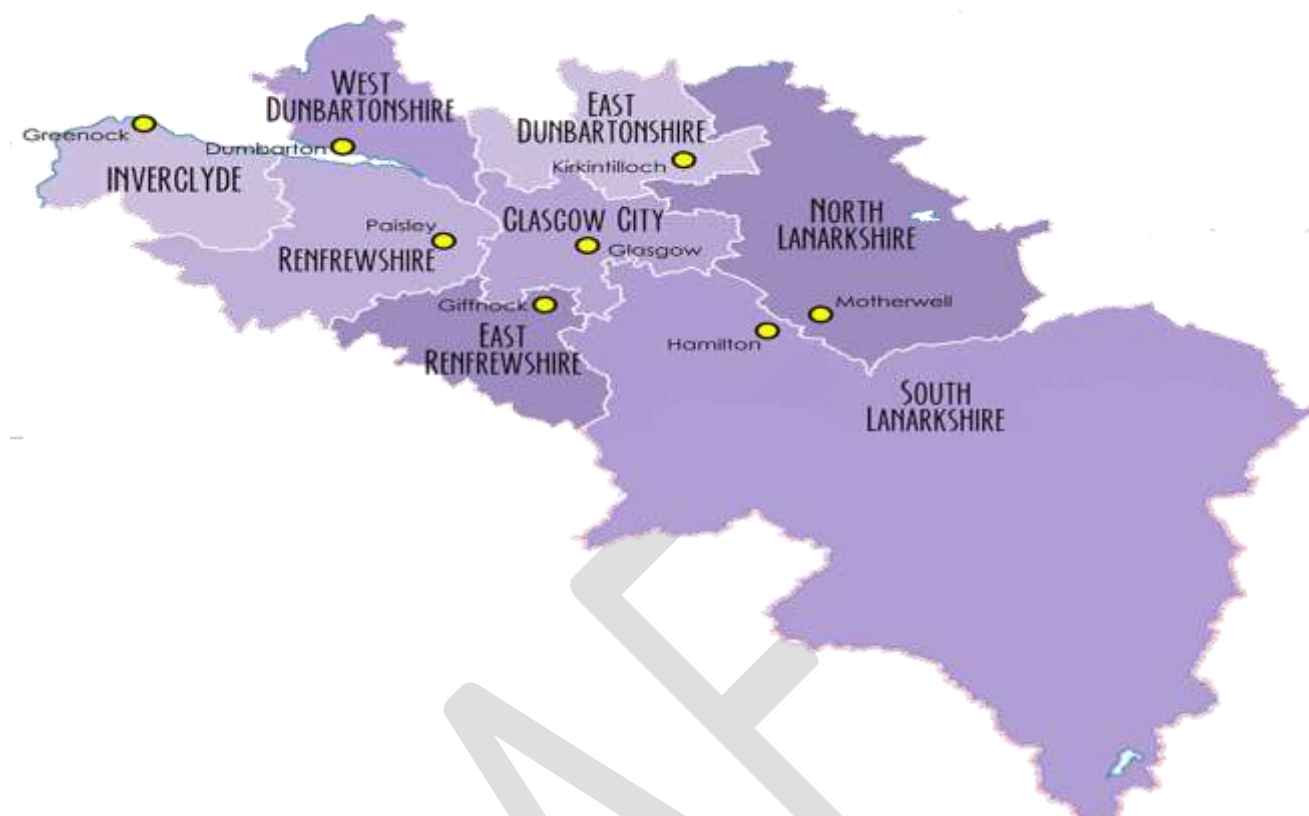 WEST
DUNBARTONSHIRE
EAST
DUNBARTONSHIRE
Greenock
Dumbarton
Kirkintilloch
INVERCLYDE
NORTH
LANARKSHIRE
Paisley
GLASGOW CITY
RENFREWSHIRE
Glasgow
Giffnock
Motherwell
EAST
RENFREWSHIRE
Hamilton
SOUTH
LANARKSHIRE